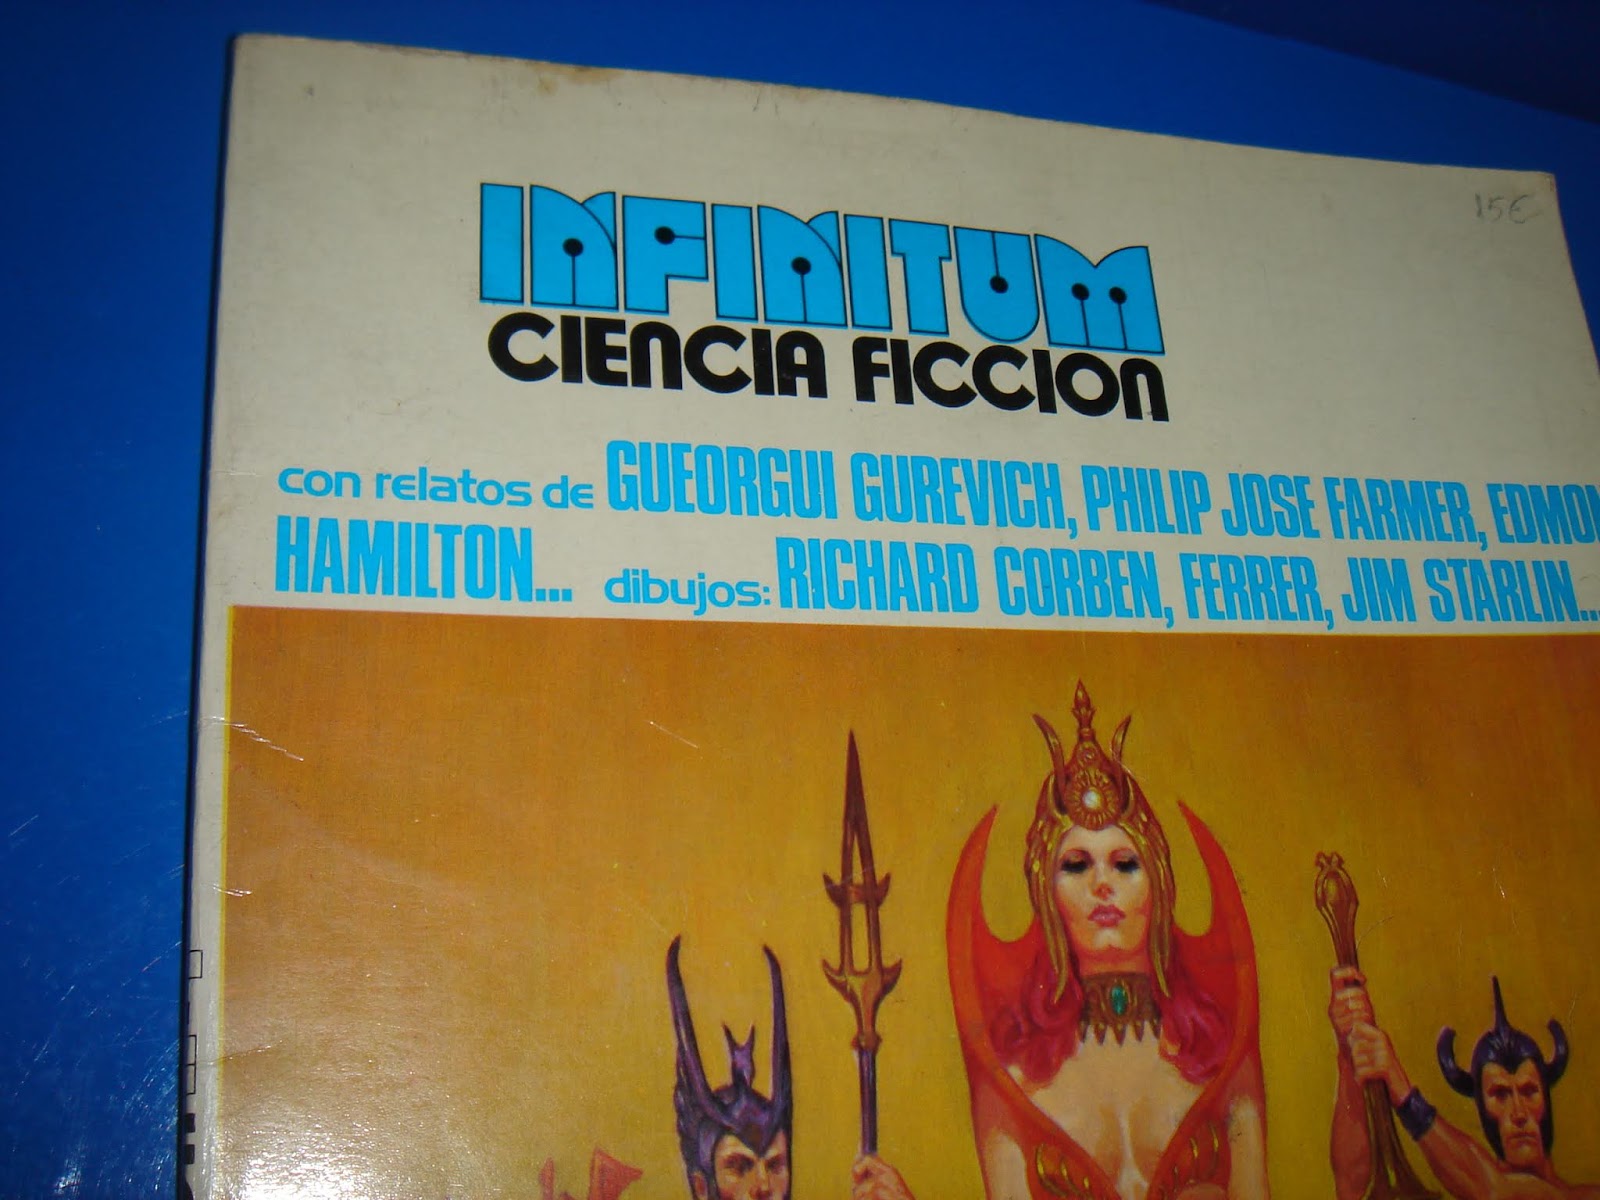 15€
INFINITUM
CIENCIA FICCION
con relatos de GUEORGUI GUREVICH, PHILIP JOSE FARMER, EDMON
HAMILTON... dibujos: RICHARD CORBEN, FERRER, JIM STARLIN...